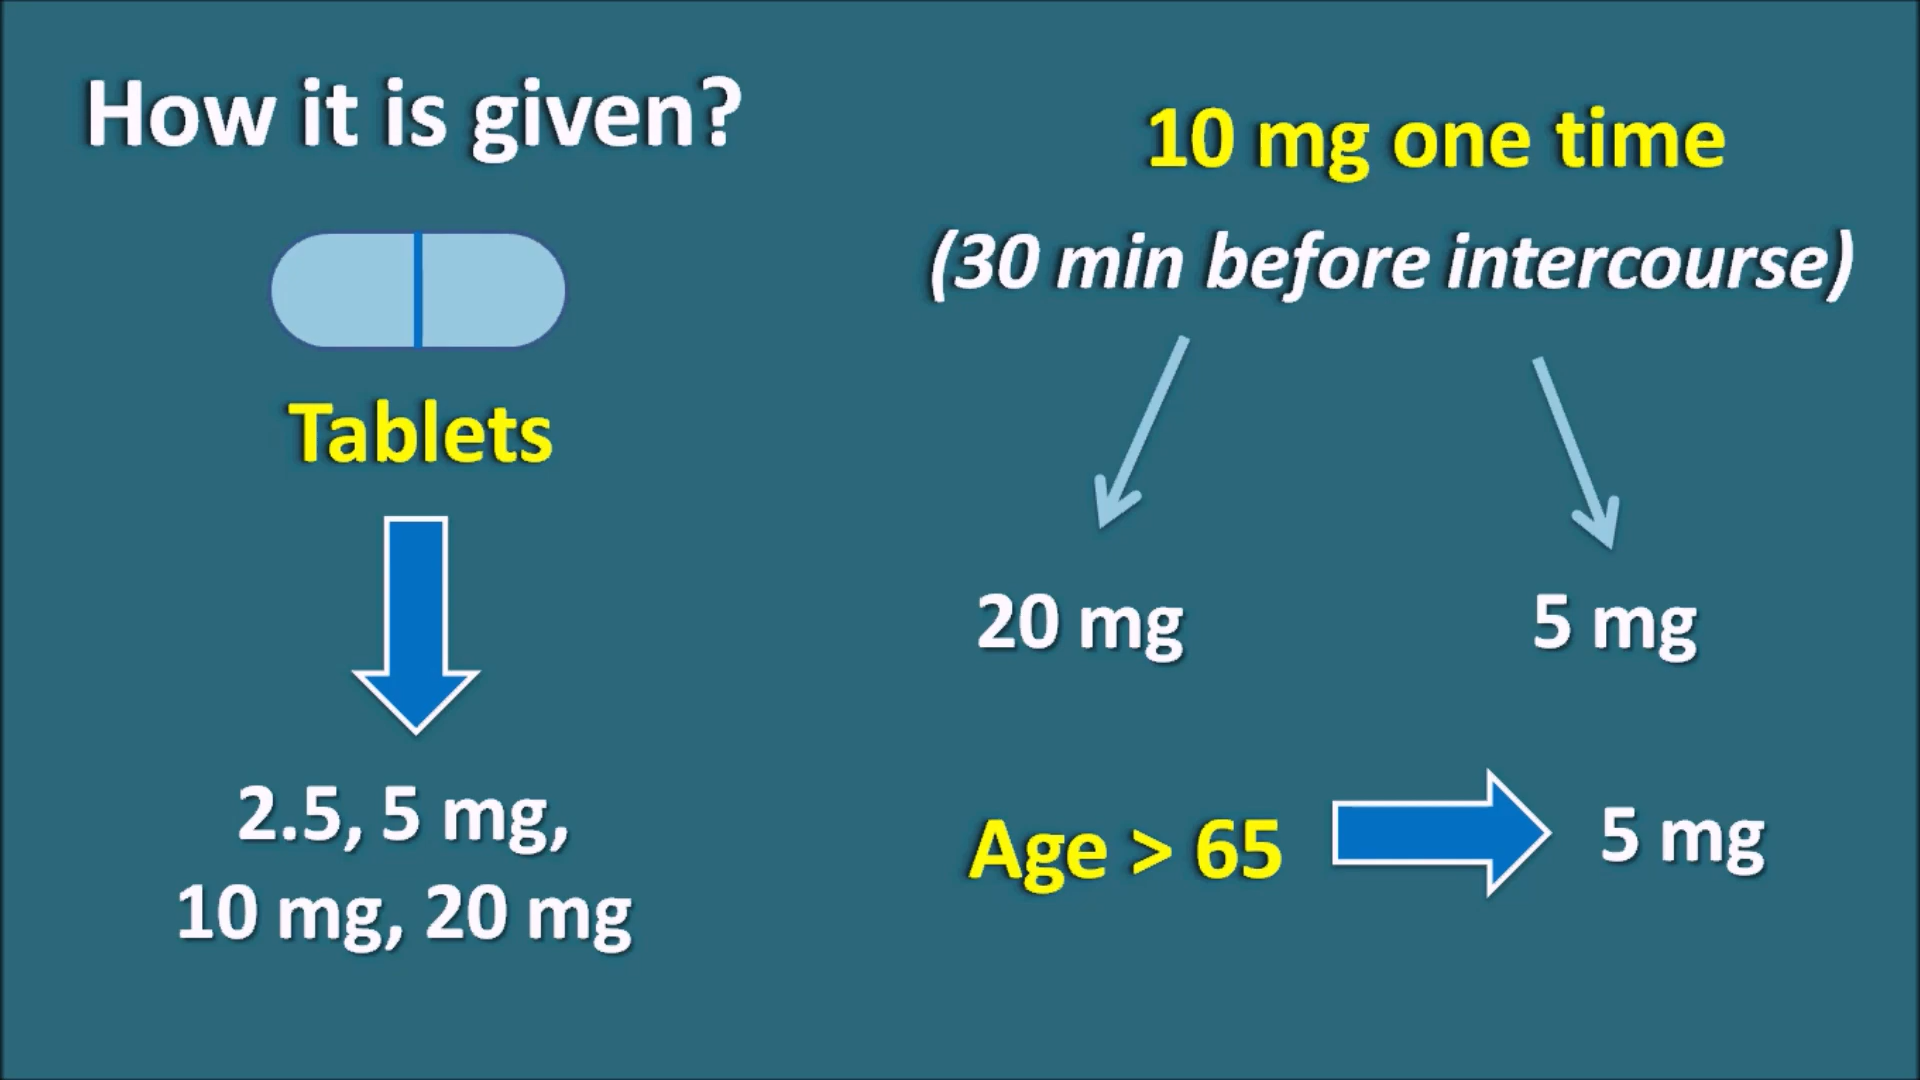 How it is given?
Tablets
2.5, 5 mg,
10 mg, 20 mg
10 mg one time
(30 min before intercourse)
20 mg
5 mg
Age > 65
5 mg